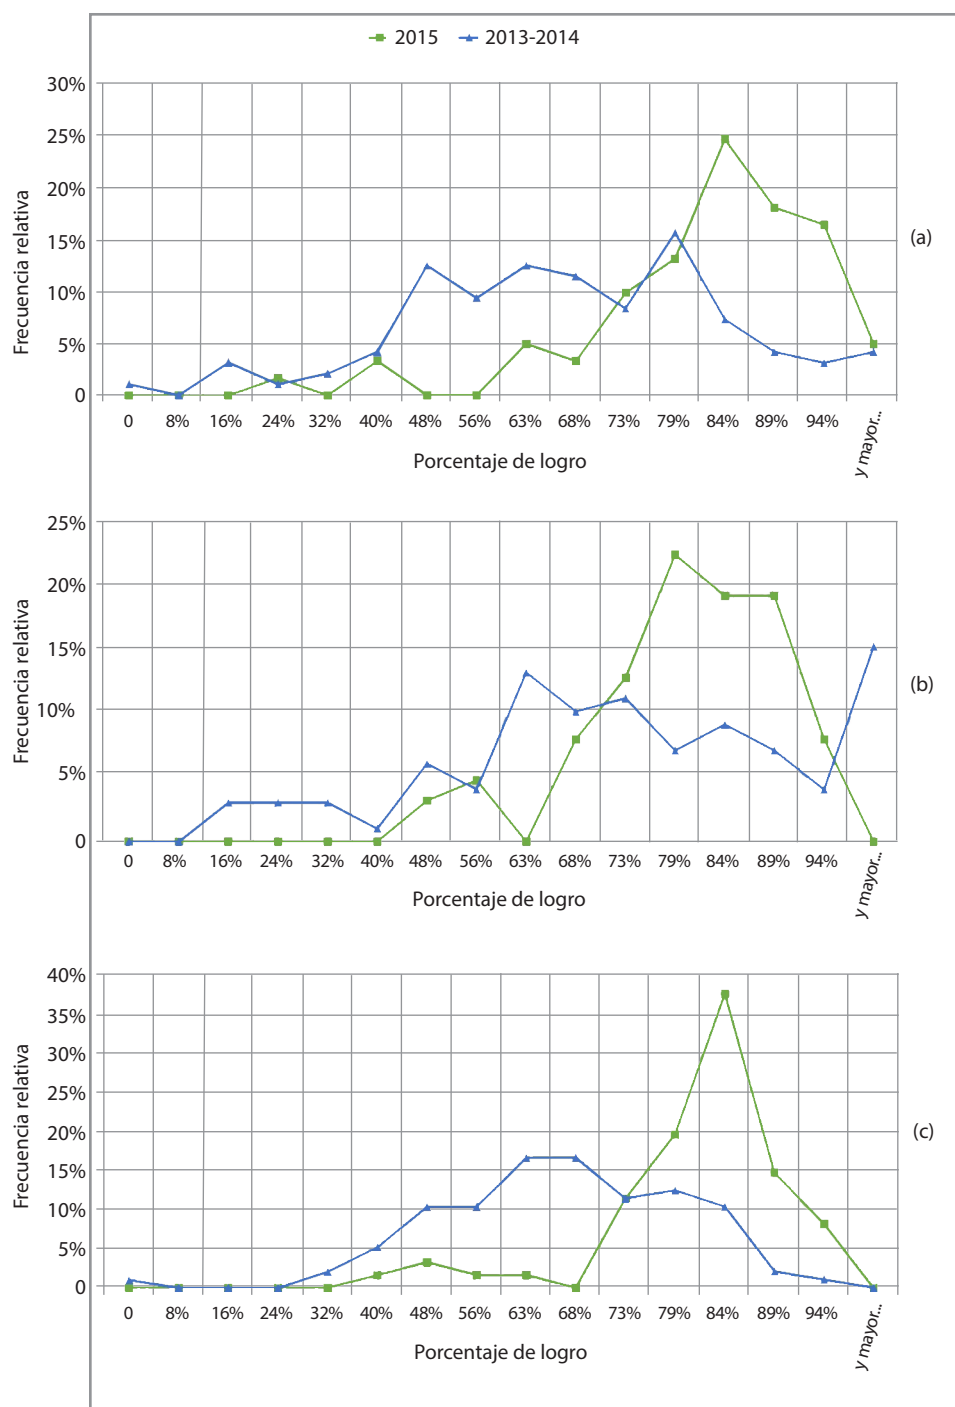 2015 2013-2014
30%
25%
20%
15%
10%
5%
0
Frecuencia relativa
(a)
0 8% 16% 24% 32% 40% 48% 56% 63% 68% 73% 79% 84% 89% 94% y mayor...
Porcentaje de logro
25%
20%
15%
10%
5%
0
Frecuencia relativa
(b)
0 8% 16% 24% 32% 40% 48% 56% 63% 68% 73% 79% 84% 89% 94% y mayor...
Porcentaje de logro
40%
35%
30%
25%
20%
15%
10%
5%
0
Frecuencia relativa
(c)
0 8% 16% 24% 32% 40% 48% 56% 63% 68% 73% 79% 84% 89% 94% y mayor...
Porcentaje de logro